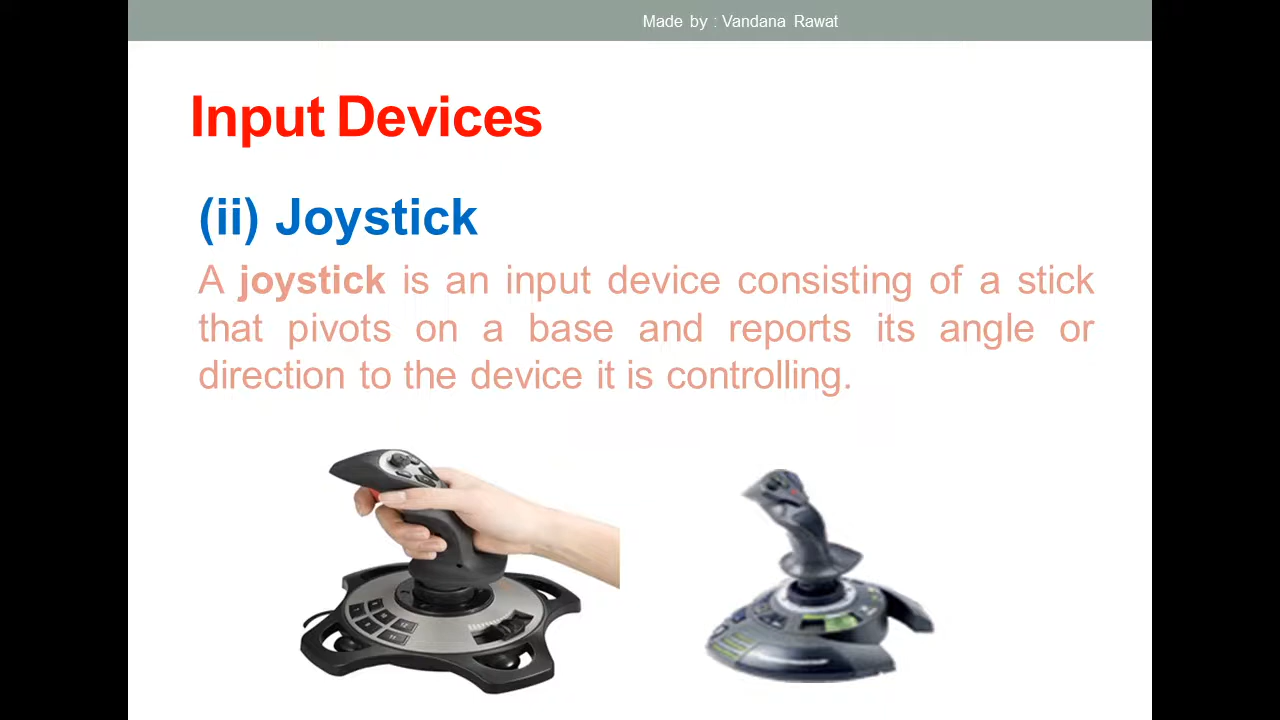 Made by : Vandana Rawat
Input Devices
(ii) Joystick
A joystick is an input device consisting of a stick
that pivots on a base and reports its angle or
direction to the device it is controlling.